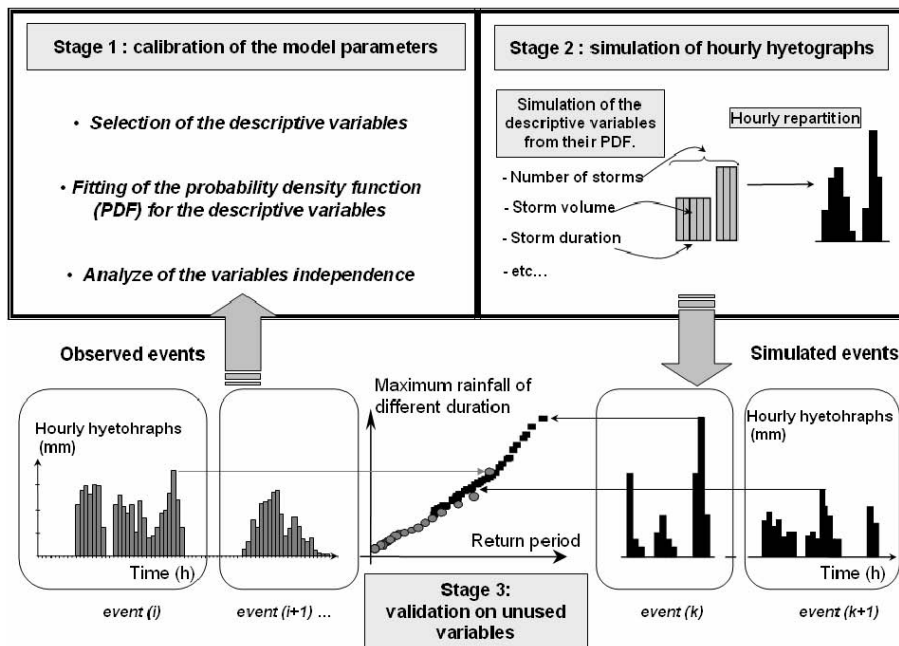 Stage 1 : calibration of the model parameters
• Selection of the descriptive variables
• Fitting of the probability density function
(PDF) for the descriptive variables
• Analyze of the variables independence
Stage 2 : simulation of hourly hyetographs
Simulation of the
descriptive variables
from their PDF.
Hourly repartition
- Number of storms
- Storm volume
- Storm duration
- etc...
Observed events
Simulated events
Hourly hyetohraphs
(mm)
Time (h)
event (i)
event (i+1) ...
Maximum rainfall of
different duration
Return period
Stage 3:
validation on unused
variables
event (k)
Hourly hyetographs
(mm)
Time (h)
event (k+1)